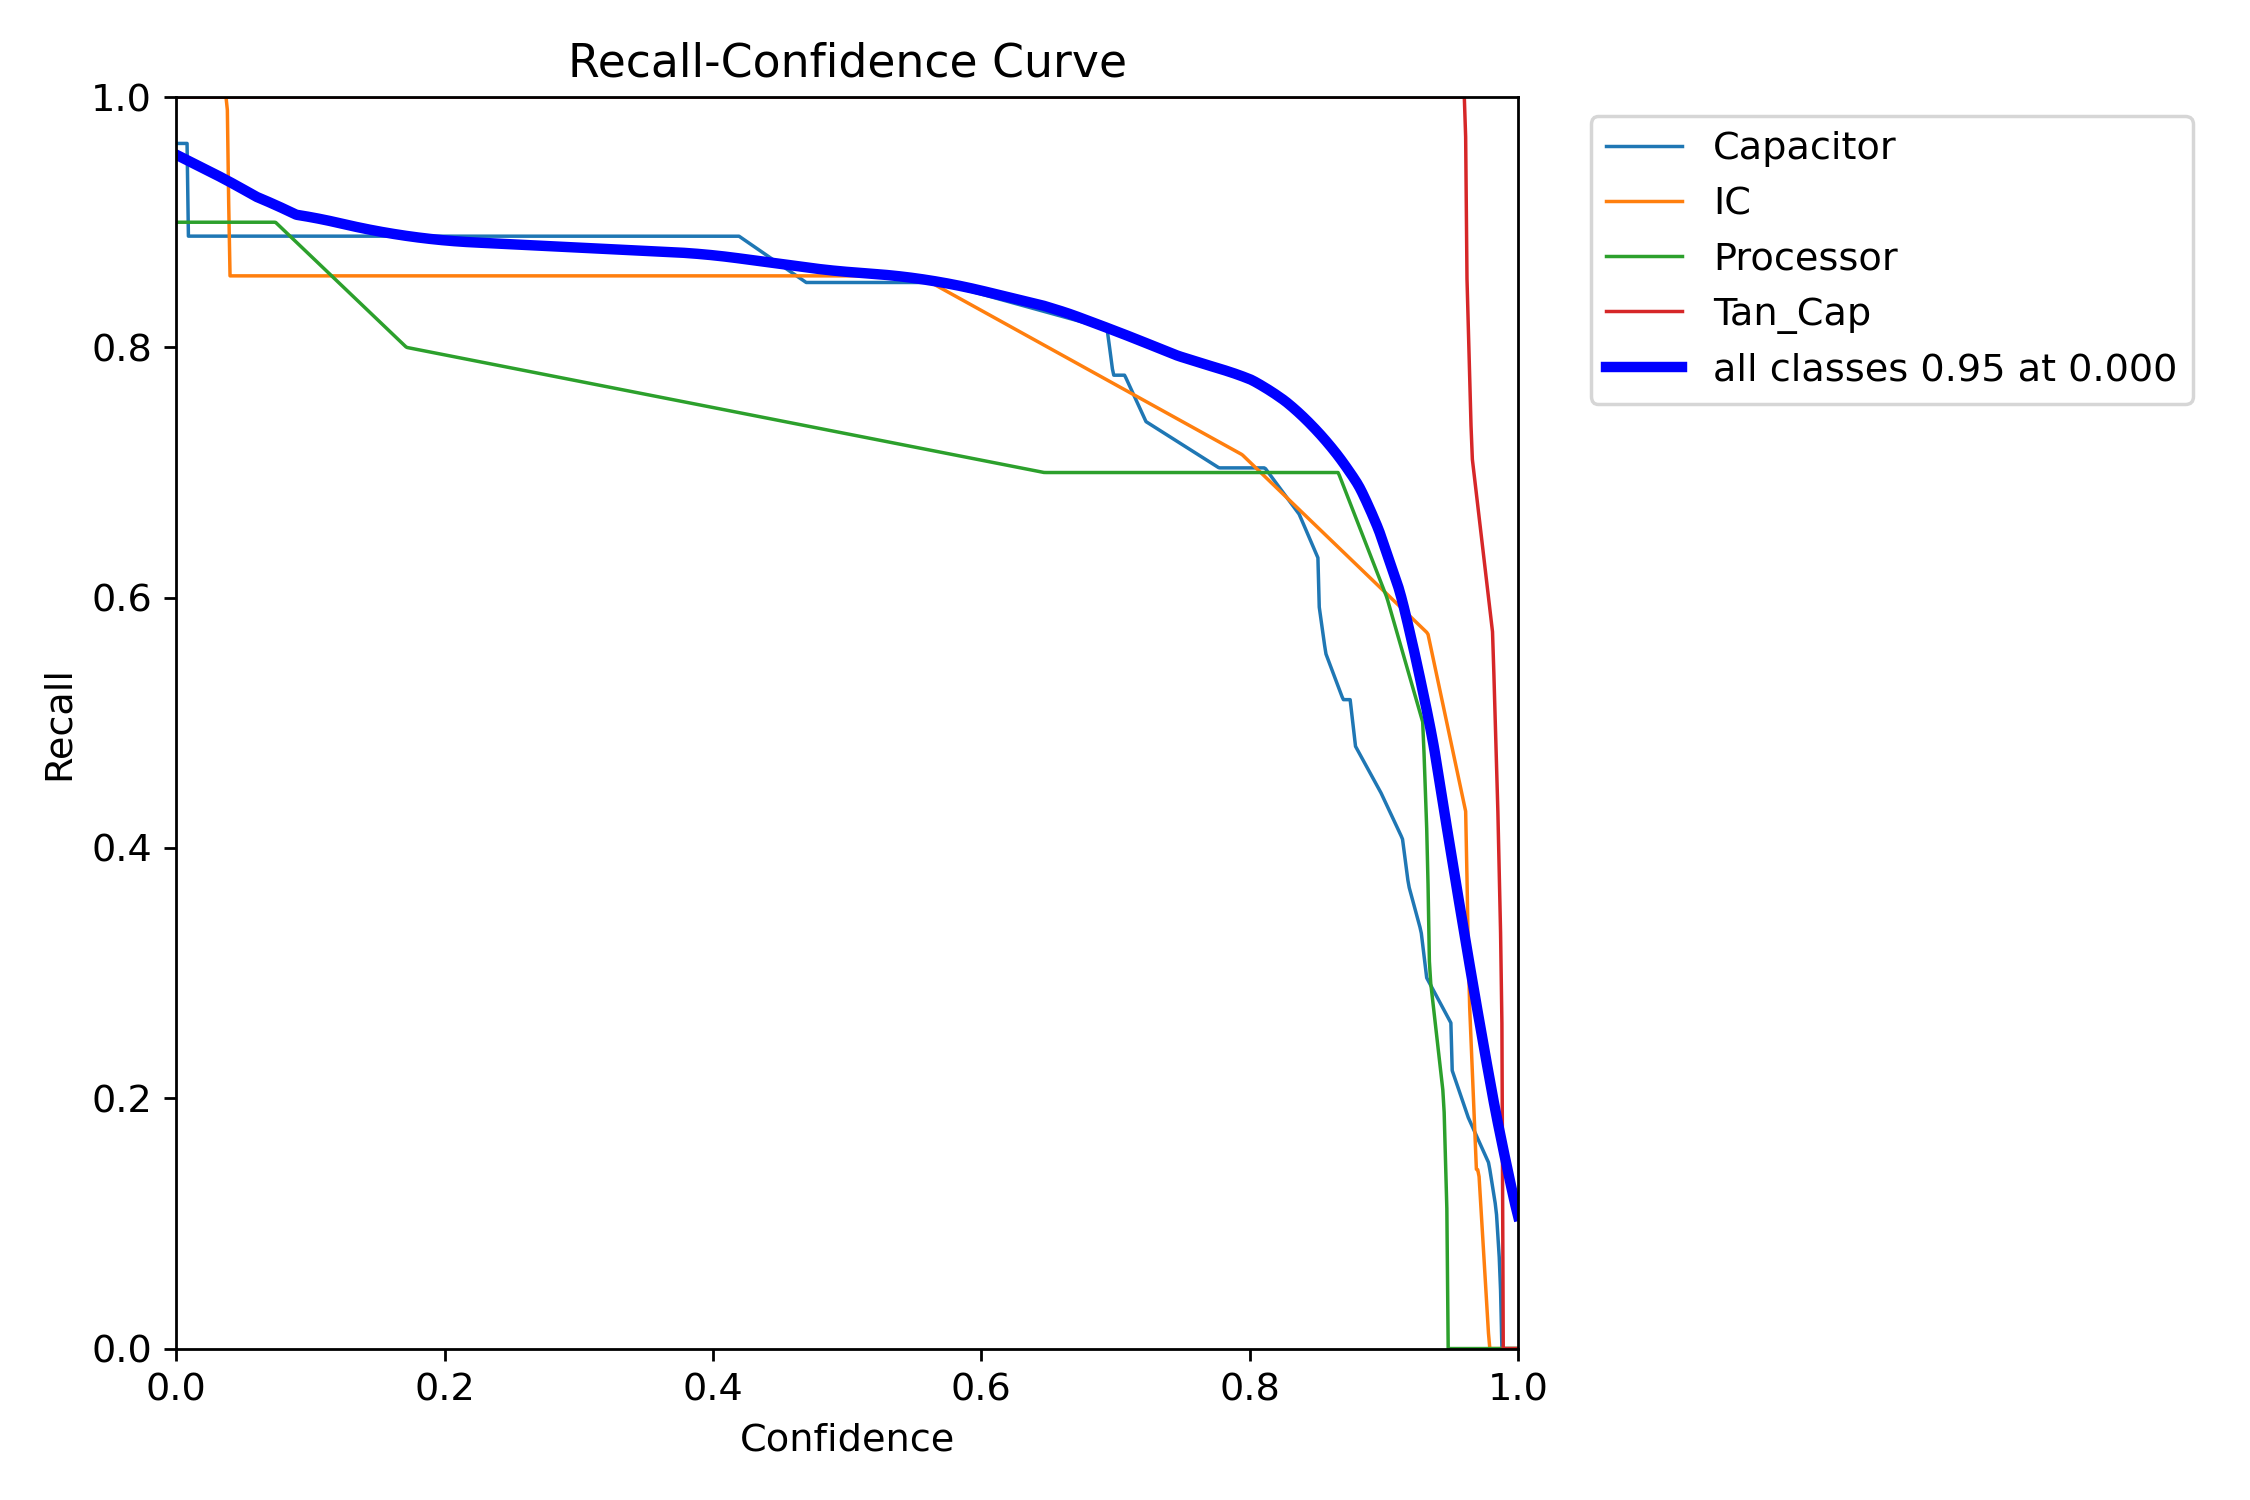 Recall-Confidence Curve
1.0
0.8
0.6
0.4
0.2
0.0
Recall
0.0 0.2 0.4 0.6 0.8 1.0
Confidence
Capacitor
IC
Processor
Tan_Cap
all classes 0.95 at 0.000